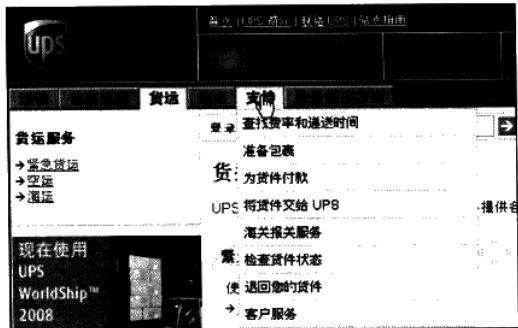 ups
首页 | UPS 简介 | 联络 UPS | 站点指南
货运
支持
登录
查找费率和递送时间
货运服务
准备包裹
→紧急货运
货
为货件付款
→空运
→海运
UPS
将货件交给 UPS
提供
海关报关服务
现在使用
UPS
WorldShip™
2008
检查货件状态
使
退回您的货件
→
客户服务